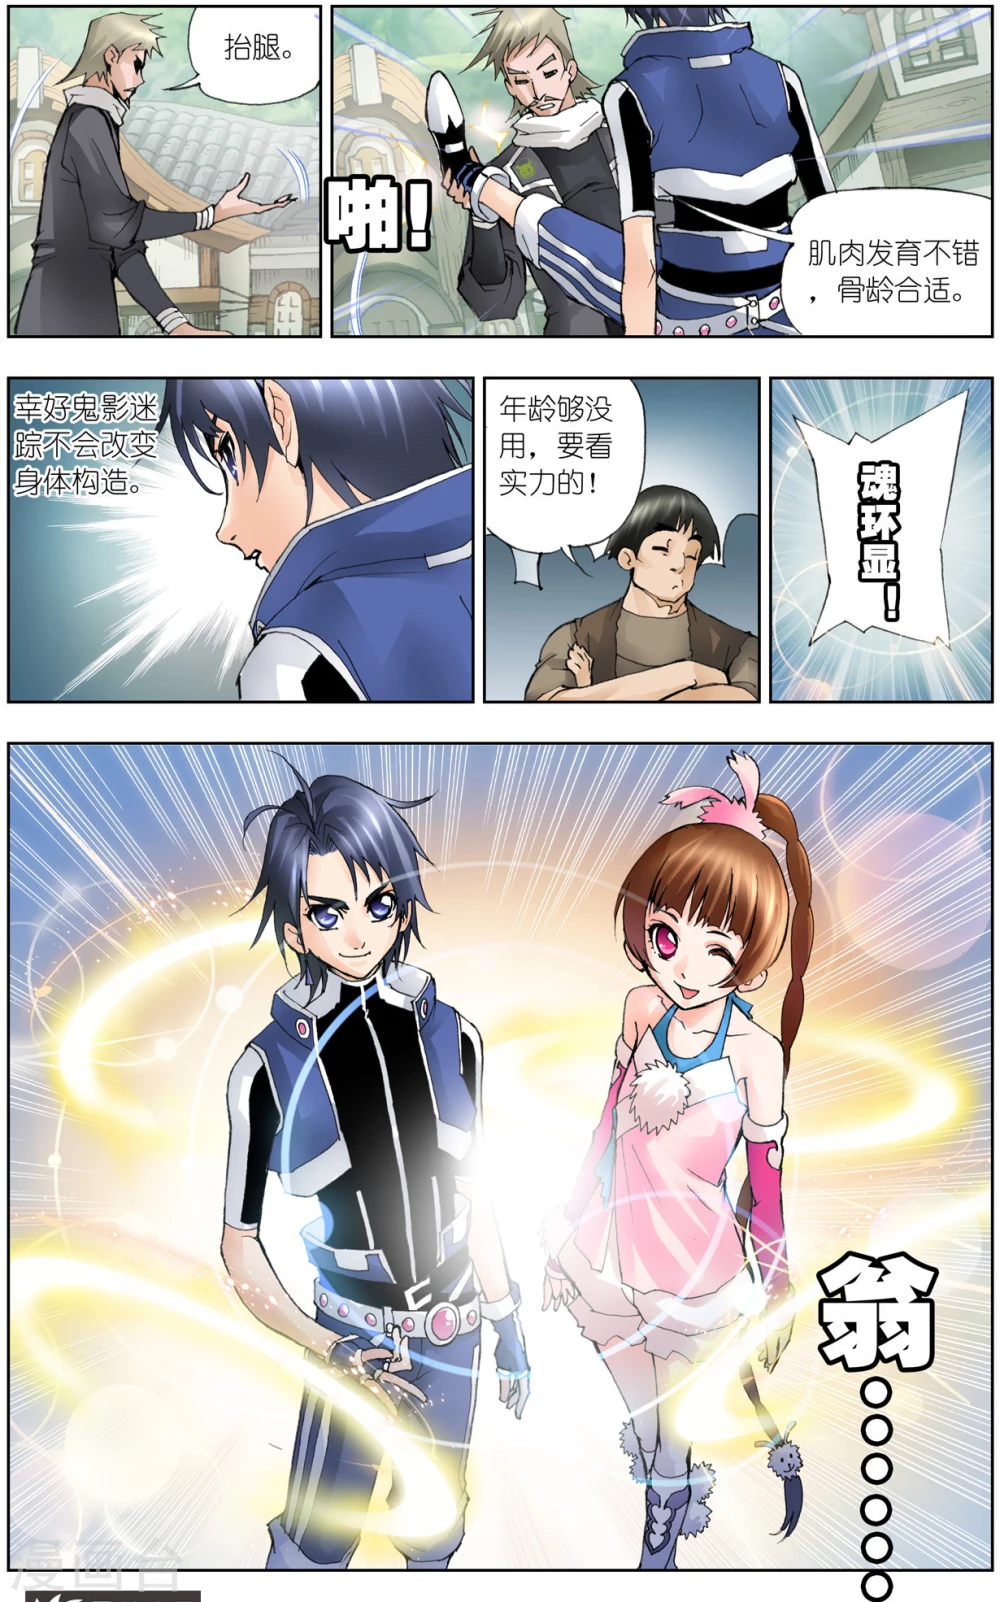 抬腿。
啪！
肌肉发育不错
，骨龄合适。
幸好鬼影迷
踪不会改变
身体构造。
年龄够没
用，要看
实力的！
魂环显！
翁○○○○○○
漫画台